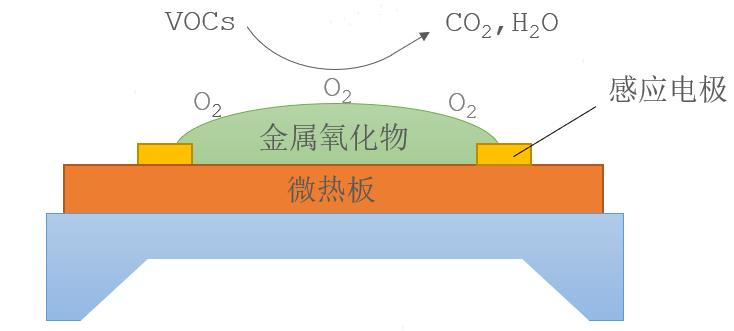 VOCs
CO₂,H₂O
O₂
O₂
O₂
感应电极
金属氧化物
微热板